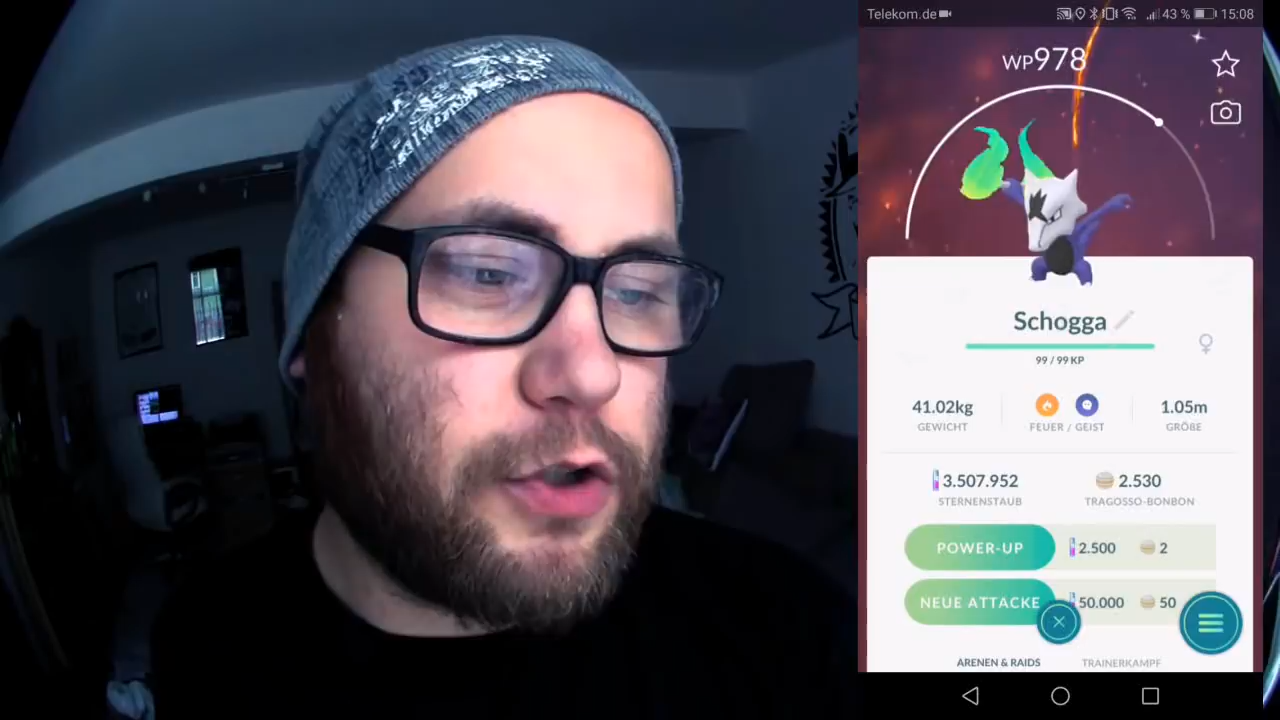 Telekom.de 43 % 15:08
WP978
Schogga
99 / 99 KP
41.02kg
GEWICHT
FEUER / GEIST
1.05m
GRÖßE
3.507.952
STERNENSTAUB
2.530
TRAGOSSO-BONBON
POWER-UP 2.500 2
NEUE ATTACKE 50.000 50
ARENEN & RAIDS TRAINERKAMPF